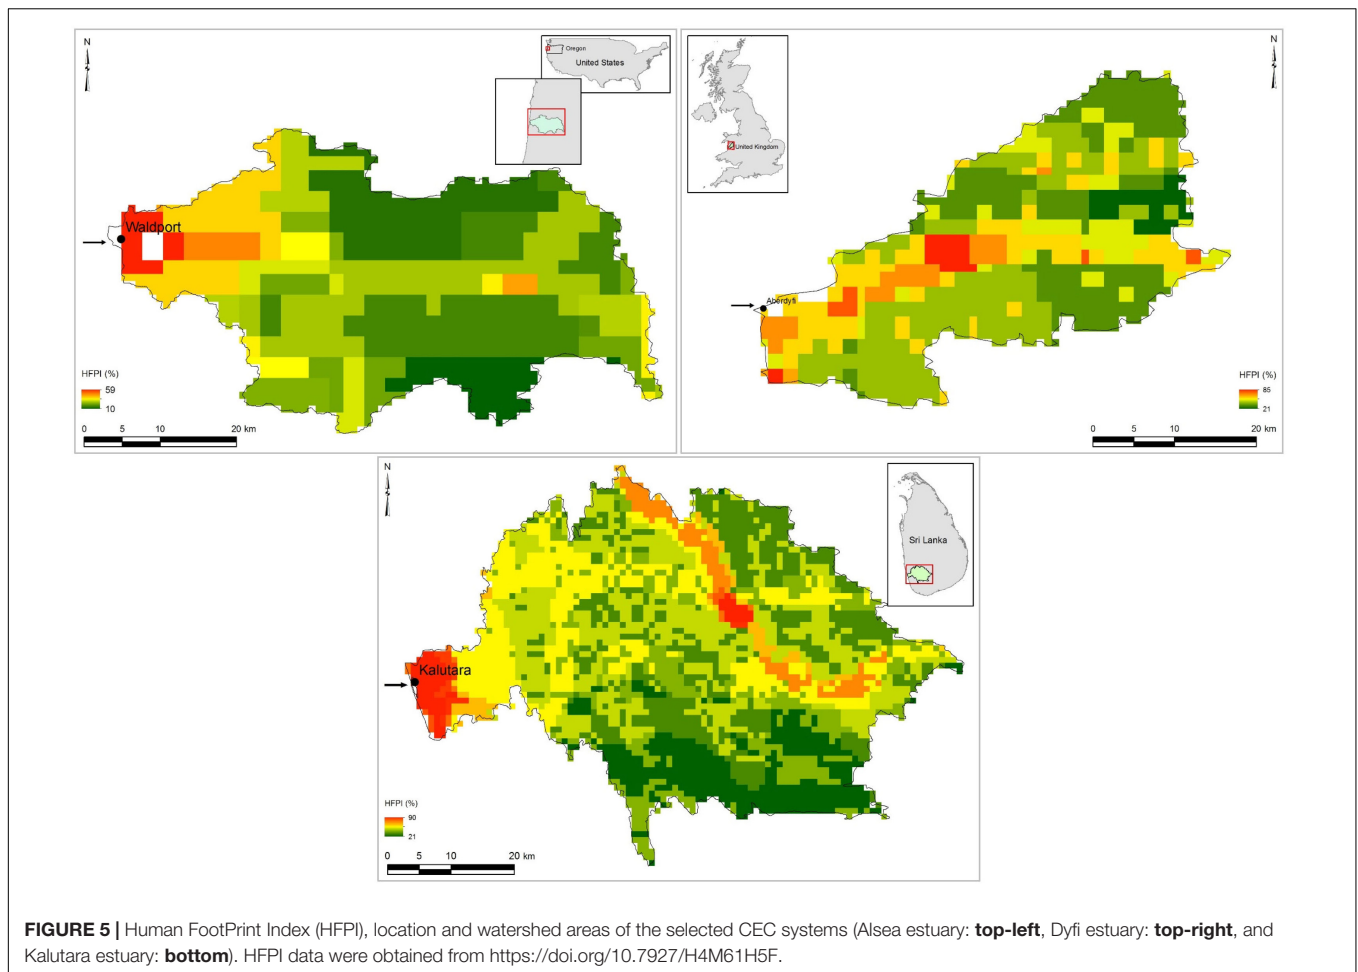 N
Oregon
United States
Waldport
HFPI (%)
59
10
0 5 10 20 km
N
United Kingdom
Aberdyfi
HFPI (%)
85
21
0 5 10 20 km
N
Sri Lanka
Kalutara
HFPI (%)
90
21
0 5 10 20 km
FIGURE 5 | Human FootPrint Index (HFPI), location and watershed areas of the selected CEC systems (Alsea estuary: top-left, Dyfi estuary: top-right, and
Kalutara estuary: bottom). HFPI data were obtained from https://doi.org/10.7927/H4M61H5F.